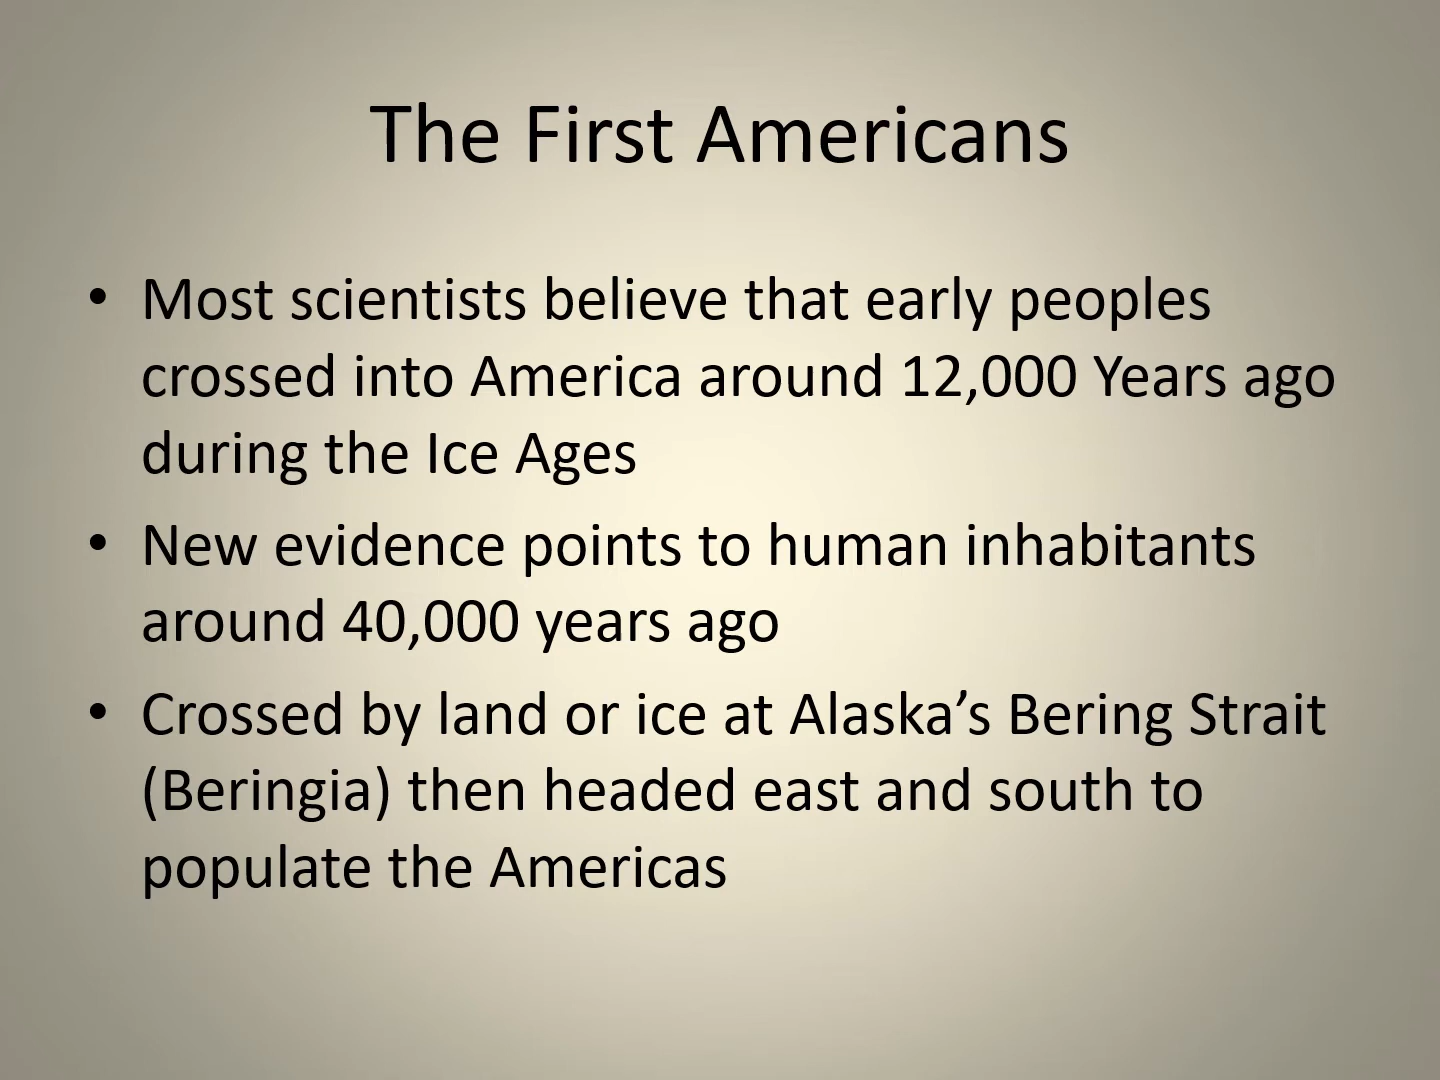 The First Americans
• Most scientists believe that early peoples
crossed into America around 12,000 Years ago
during the Ice Ages
• New evidence points to human inhabitants
around 40,000 years ago
• Crossed by land or ice at Alaska’s Bering Strait
(Beringia) then headed east and south to
populate the Americas